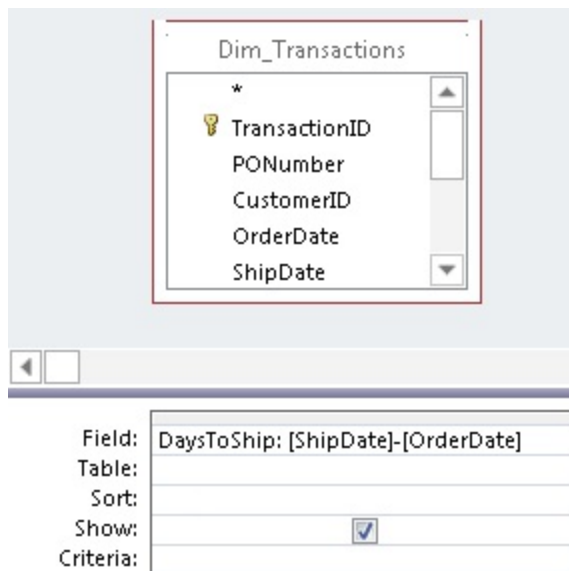 Dim_Transactions
*
TransactionID
PONumber
CustomerID
OrderDate
ShipDate
Field: DaysToShip: [ShipDate]-[OrderDate]
Table:
Sort:
Show:
Criteria: